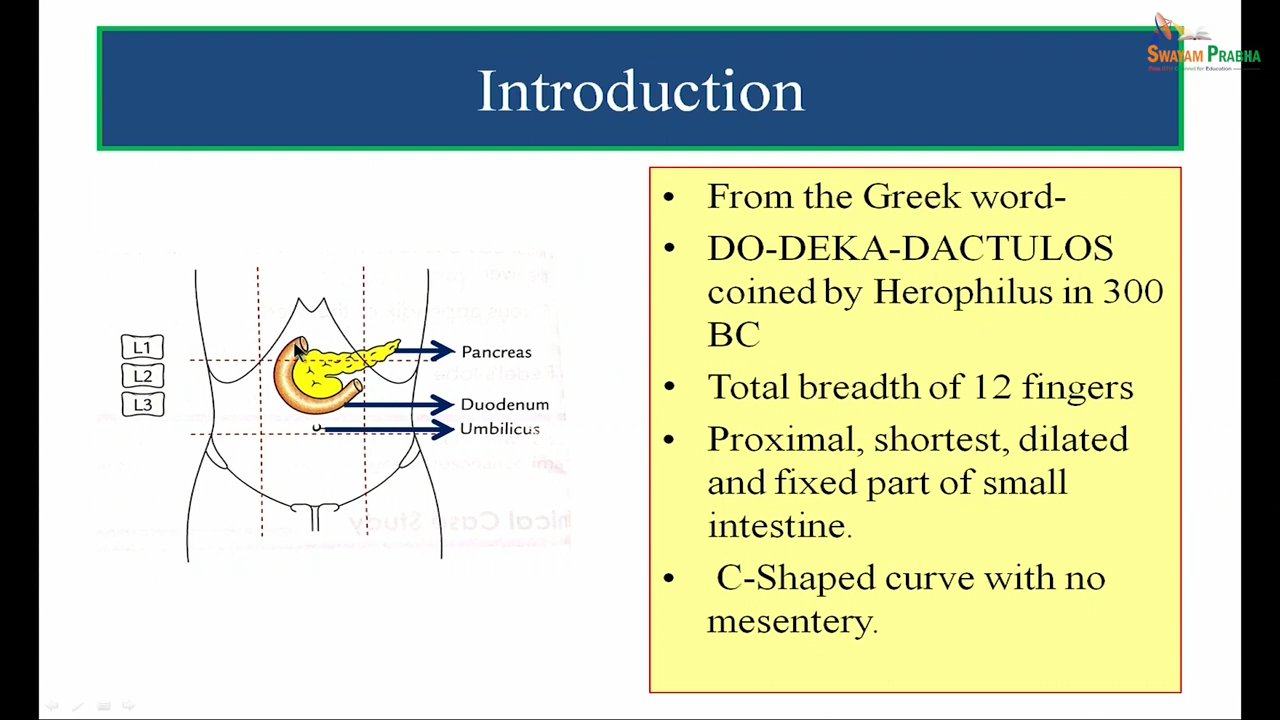 SWAYAM PRABHA
Introduction
L1
L2
L3
Pancreas
Duodenum
Umbilicus
• From the Greek word-
• DO-DEKA-DACTULOS
coined by Herophilus in 300
BC
• Total breadth of 12 fingers
• Proximal, shortest, dilated
and fixed part of small
intestine.
• C-Shaped curve with no
mesentery.